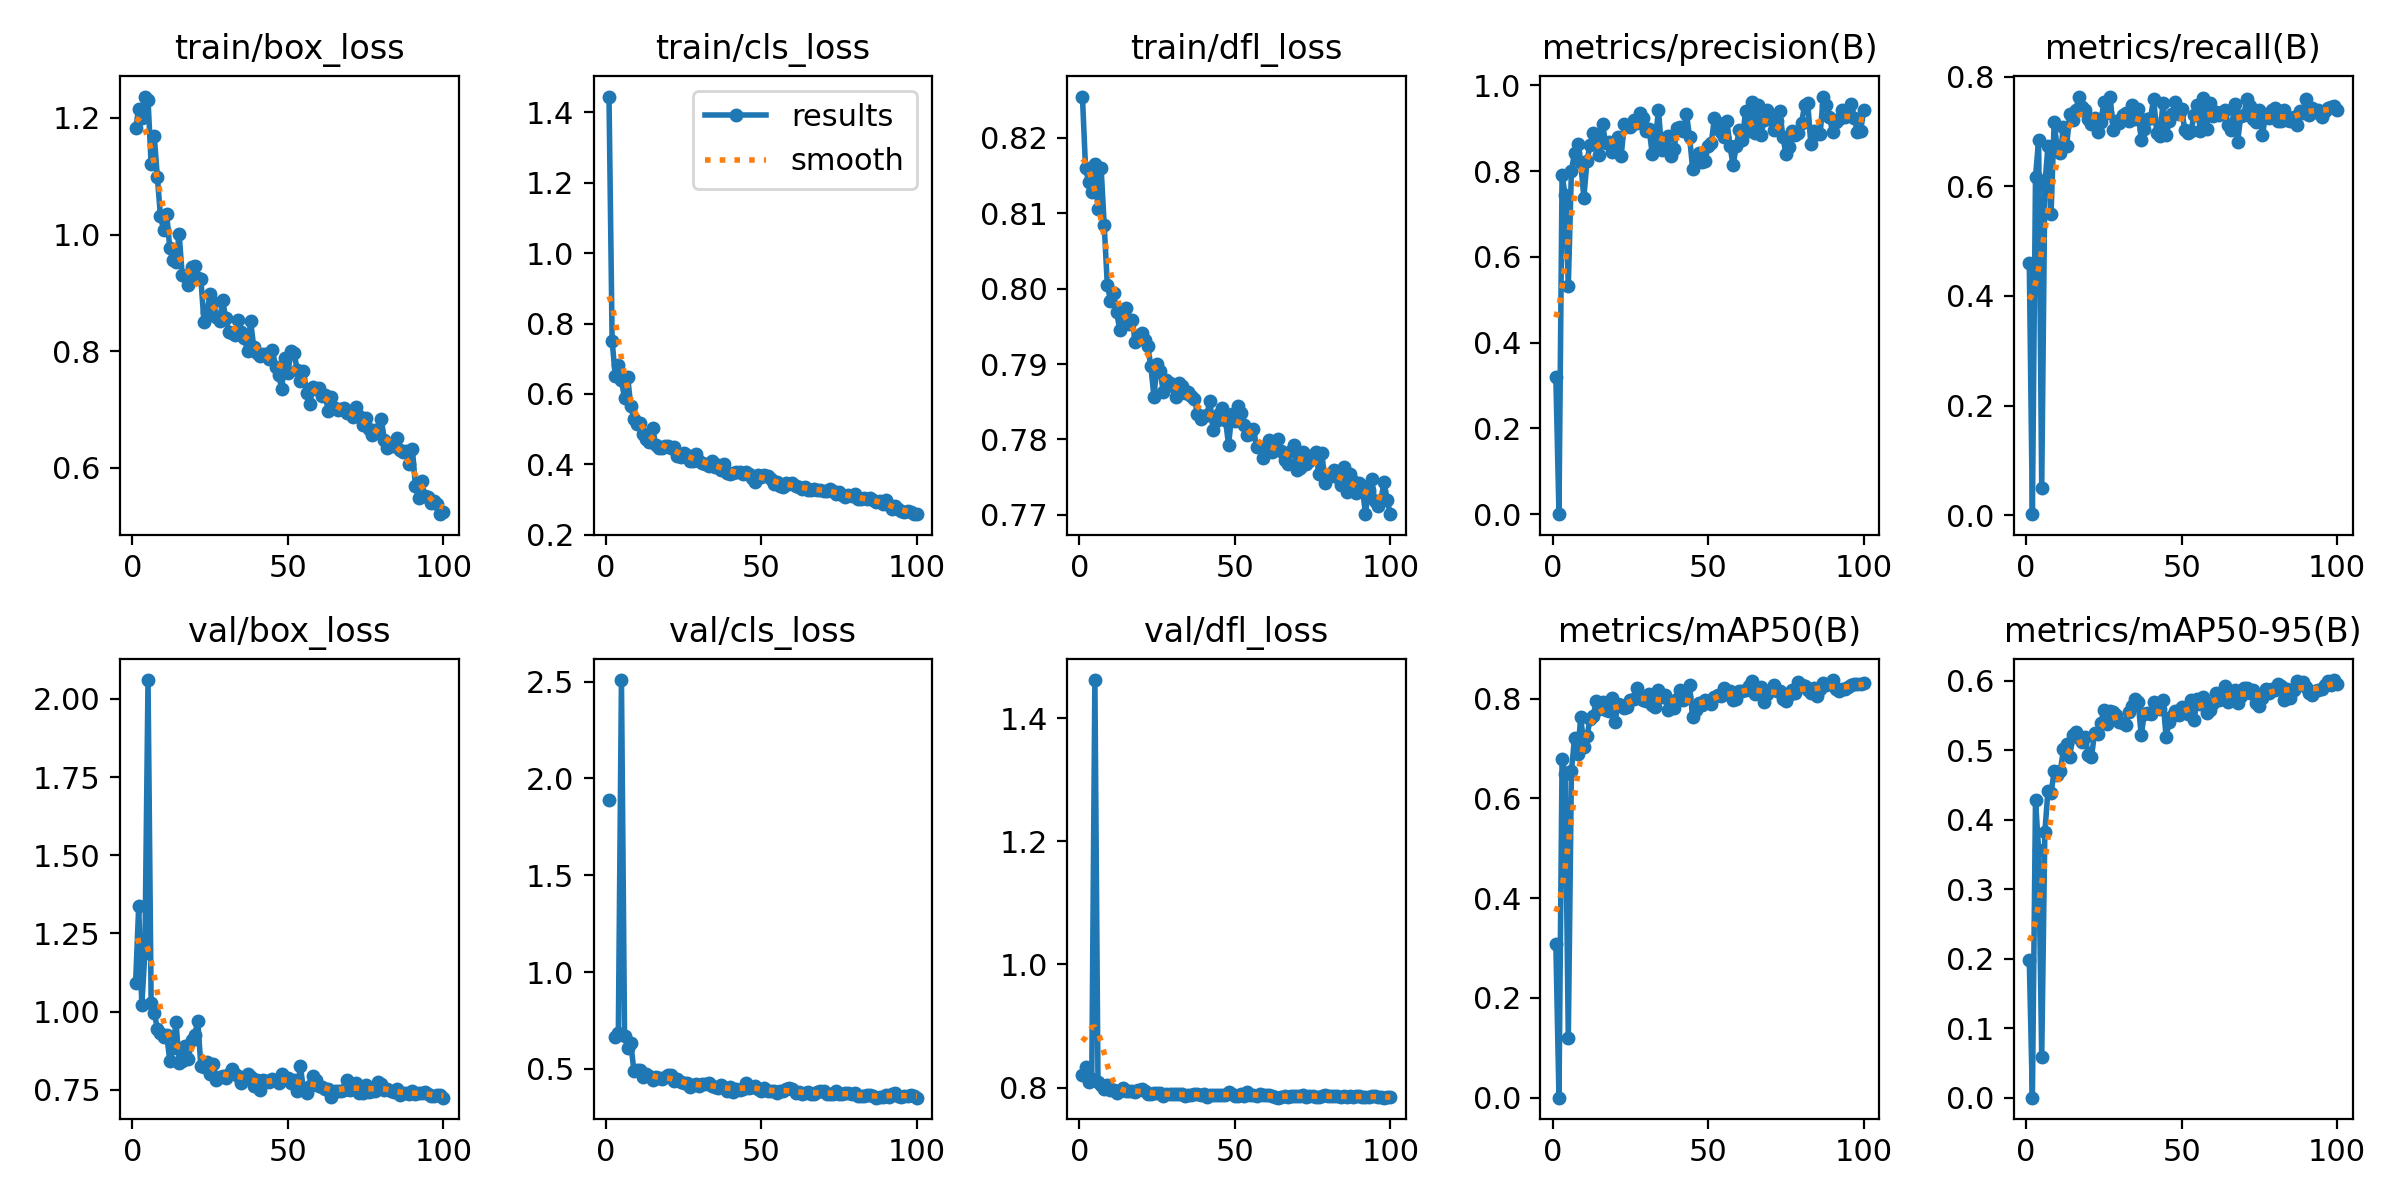 train/box_loss
train/cls_loss
train/dfl_loss
metrics/precision(B)
metrics/recall(B)
1.2
1.0
0.8
0.6
0 50 100
1.4
1.2
1.0
0.8
0.6
0.4
0.2
0 50 100
results
smooth
0.82
0.81
0.80
0.79
0.78
0.77
0 50 100
1.0
0.8
0.6
0.4
0.2
0.0
0 50 100
0.8
0.6
0.4
0.2
0.0
0 50 100
val/box_loss
val/cls_loss
val/dfl_loss
metrics/mAP50(B)
metrics/mAP50-95(B)
2.00
1.75
1.50
1.25
1.00
0.75
0 50 100
2.5
2.0
1.5
1.0
0.5
0 50 100
1.4
1.2
1.0
0.8
0 50 100
0.8
0.6
0.4
0.2
0.0
0 50 100
0.6
0.5
0.4
0.3
0.2
0.1
0.0
0 50 100